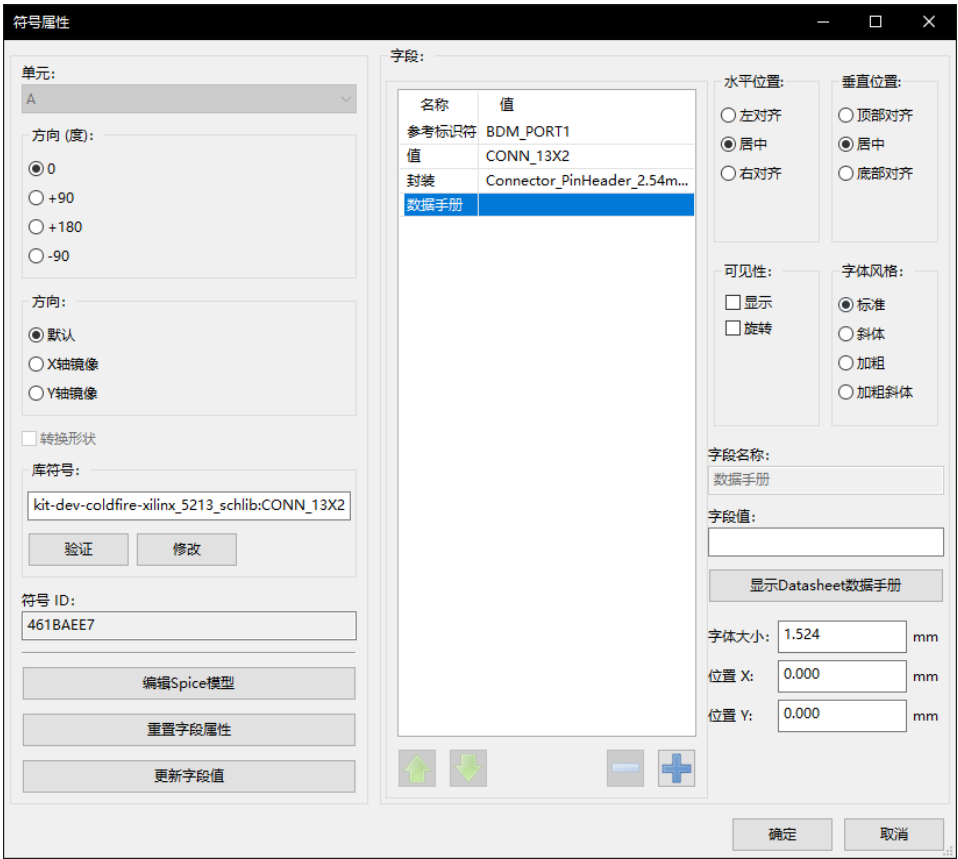 符号属性
单元:
A
方向 (度):
0
+90
+180
-90
方向:
默认
X轴镜像
Y轴镜像
转换形状
库符号:
kit-dev-coldfire-xilinx_5213_schlib:CONN_13X2
验证 修改
符号 ID:
461BAEE7
编辑Spice模型
重置字段属性
更新字段值
字段:
名称 值
参考标识符 BDM_PORT1
值 CONN_13X2
封装 Connector_PinHeader_2.54m...
数据手册
水平位置:
左对齐
居中
右对齐
垂直位置:
顶部对齐
居中
底部对齐
可见性:
显示
旋转
字体风格:
标准
斜体
加粗
加粗斜体
字段名称:
数据手册
字段值:
显示Datasheet数据手册
字体大小: 1.524 mm
位置 X: 0.000 mm
位置 Y: 0.000 mm
确定 取消